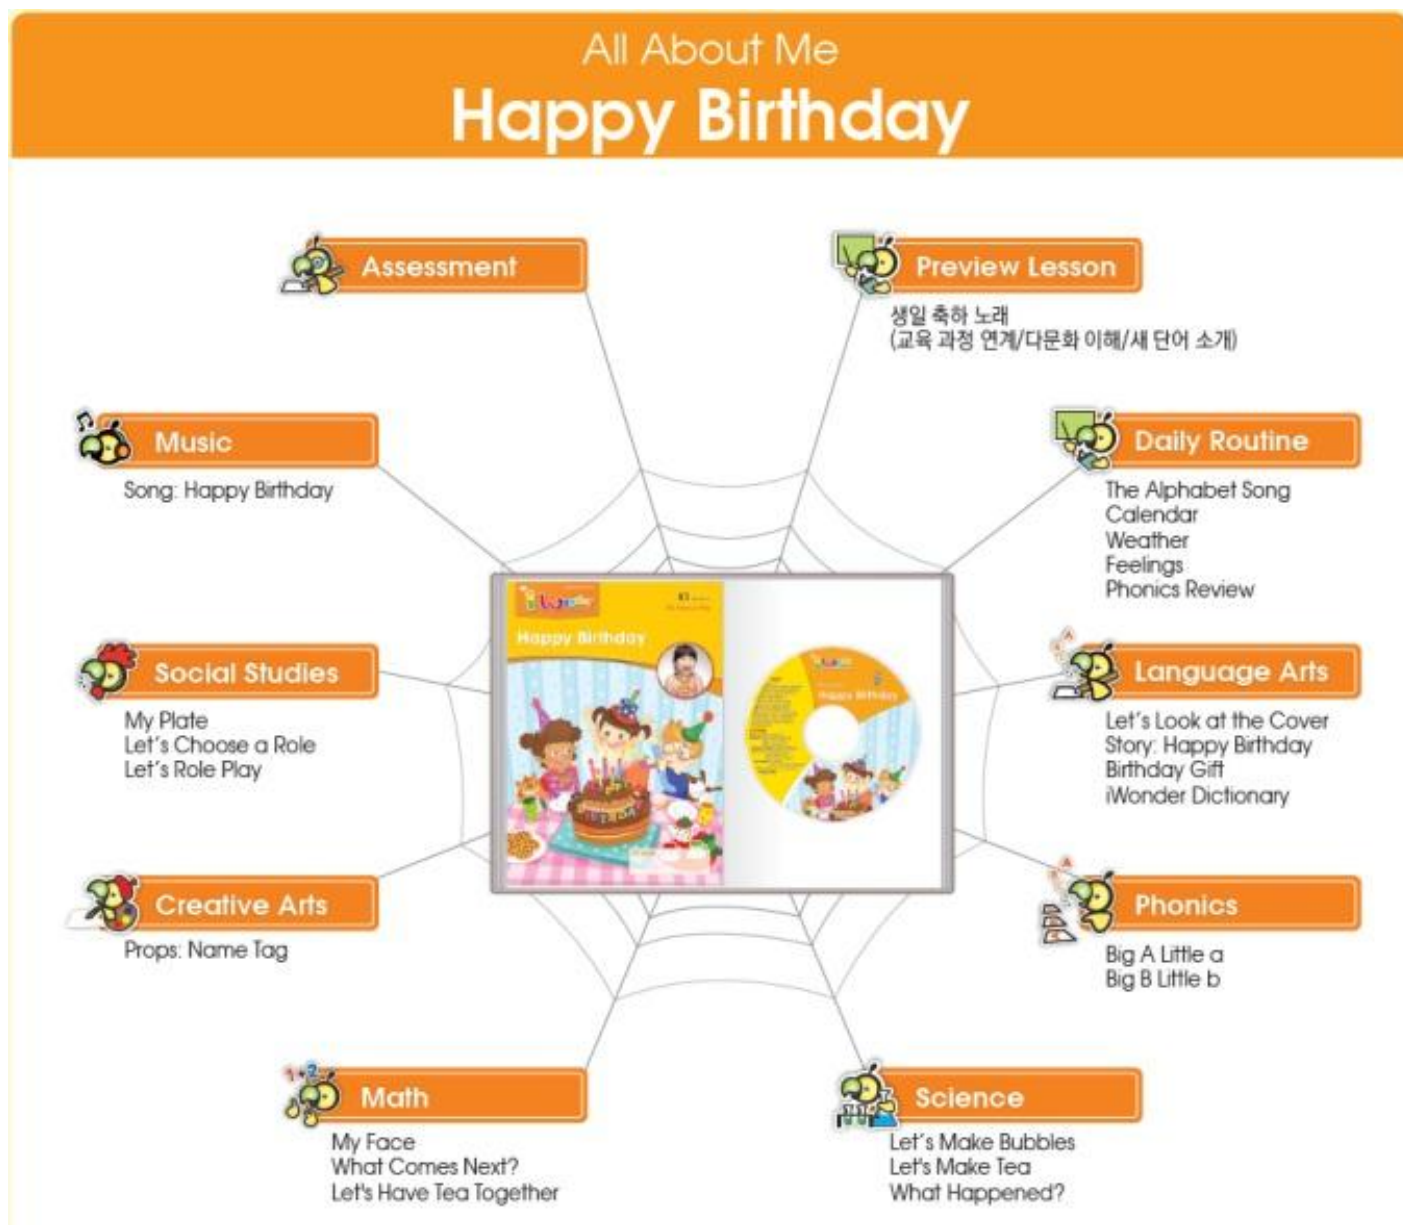 All About Me
Happy Birthday
Assessment
Preview Lesson
생일 축하 노래
(교육 과정 연계/다문화 이해/새 단어 소개)
Music
Song: Happy Birthday
Daily Routine
The Alphabet Song
Calendar
Weather
Feelings
Phonics Review
Happy Birthday
Happy Birthday
Social Studies
My Plate
Let's Choose a Role
Let's Role Play
Language Arts
Let's Look at the Cover
Story: Happy Birthday
Birthday Gift
iWonder Dictionary
Creative Arts
Props: Name Tag
Phonics
Big A Little a
Big B Little b
Math
My Face
What Comes Next?
Let's Have Tea Together
Science
Let's Make Bubbles
Let's Make Tea
What Happened?